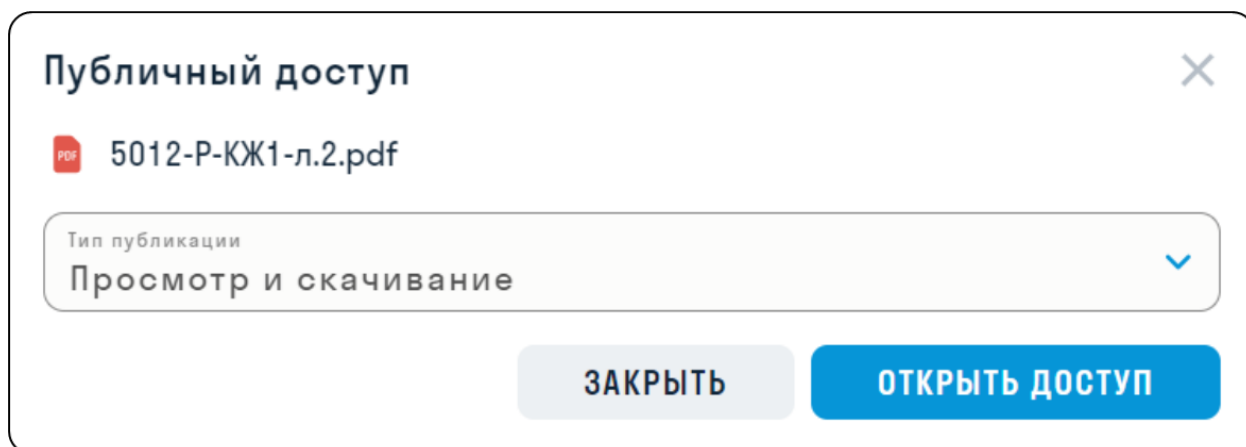 Публичный доступ
PDF 5012-Р-КЖ1-л.2.pdf
Тип публикации
Просмотр и скачивание
ЗАКРЫТЬ ОТКРЫТЬ ДОСТУП